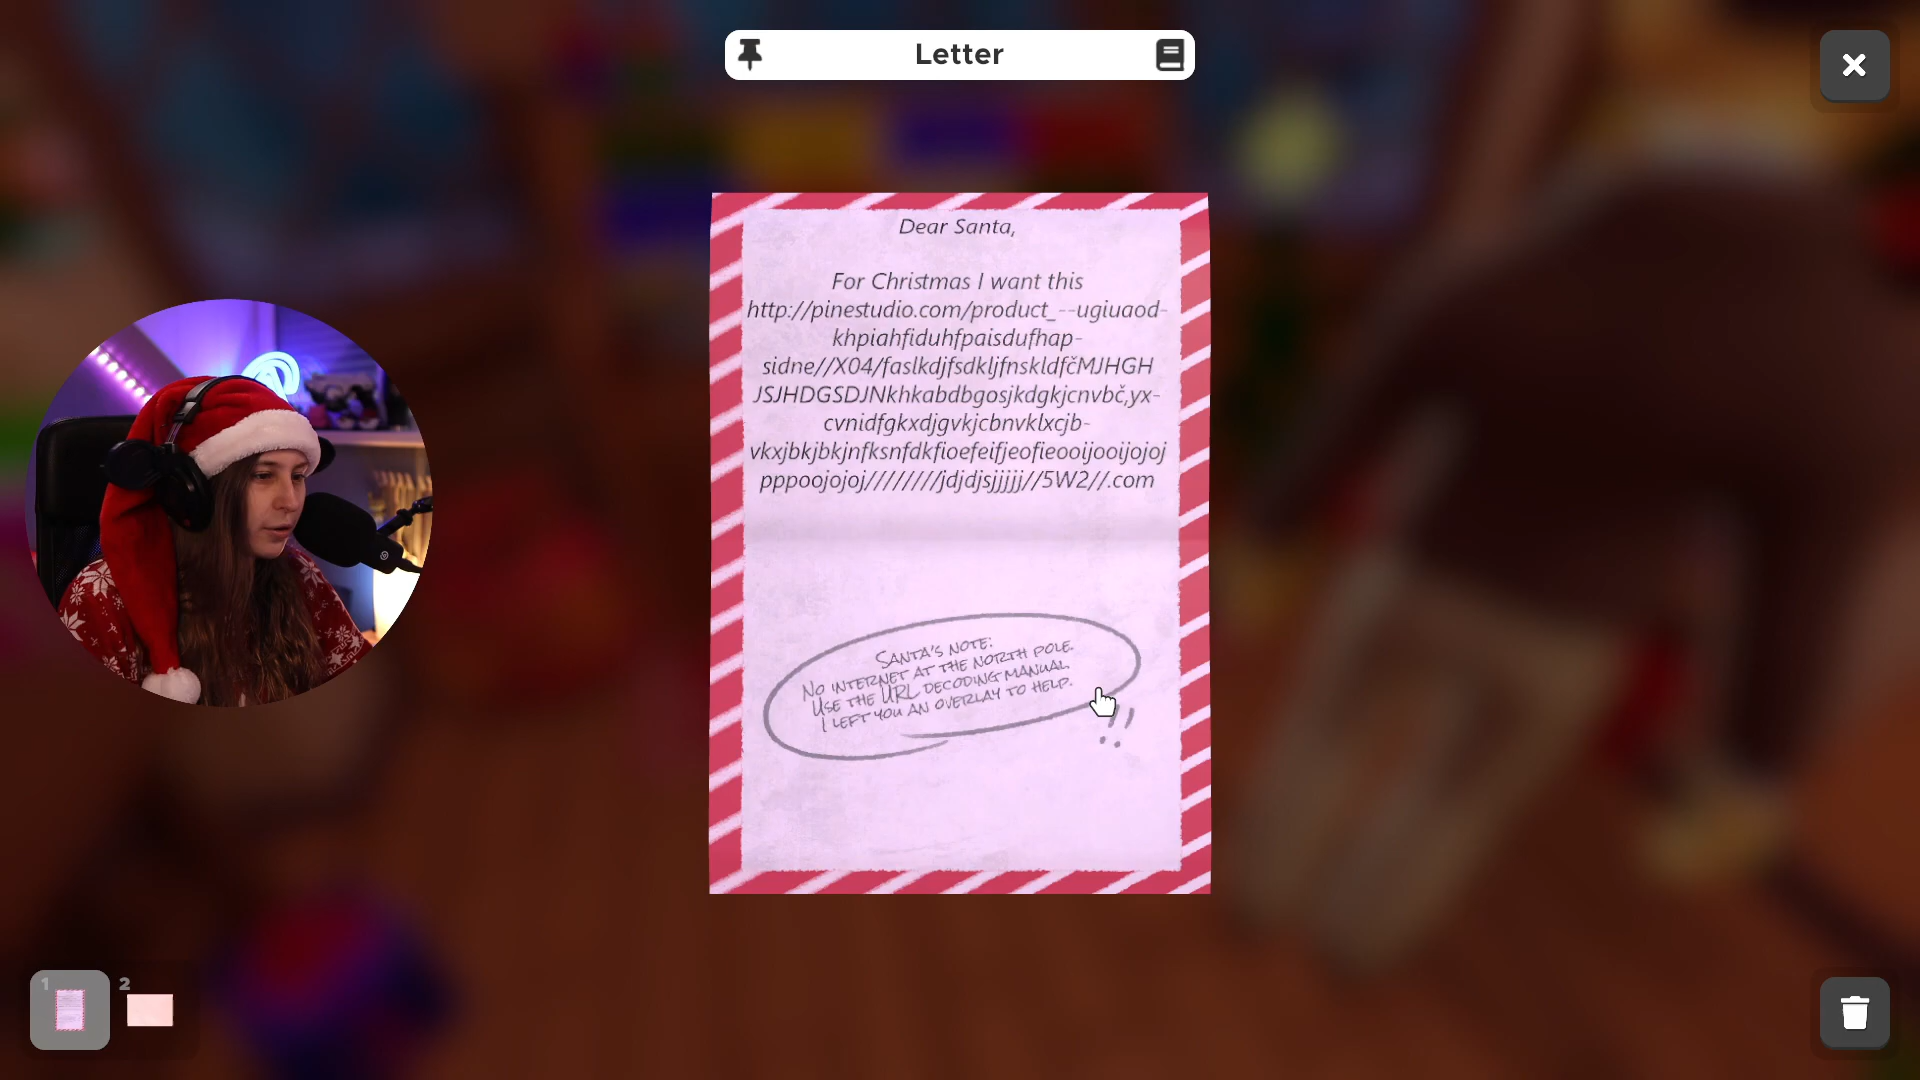 Letter
Dear Santa,
For Christmas I want this
http://pinestudio.com/product_--ugiuaod-
khpiahfiduhfpaisdufhap-
sidne//X04/faslkdjfsdkljfnskldfčMJHGH
JSJHDGSDJNkhkabdbgosjkdgkjcnvbč,yx-
cvnidfgkxdjgvkjcbnvklxcjb-
vkxjbkjbkjnfksnfdkfioefeifjeofieooijooijojoj
pppoojojoj/////////jdjdjsjjjjj//5W2//.com
SANTA'S NOTE:
NO INTERNET AT THE NORTH POLE.
USE THE URL DECODING MANUAL
I LEFT YOU AN OVERLAY TO HELP.
!!
1
2